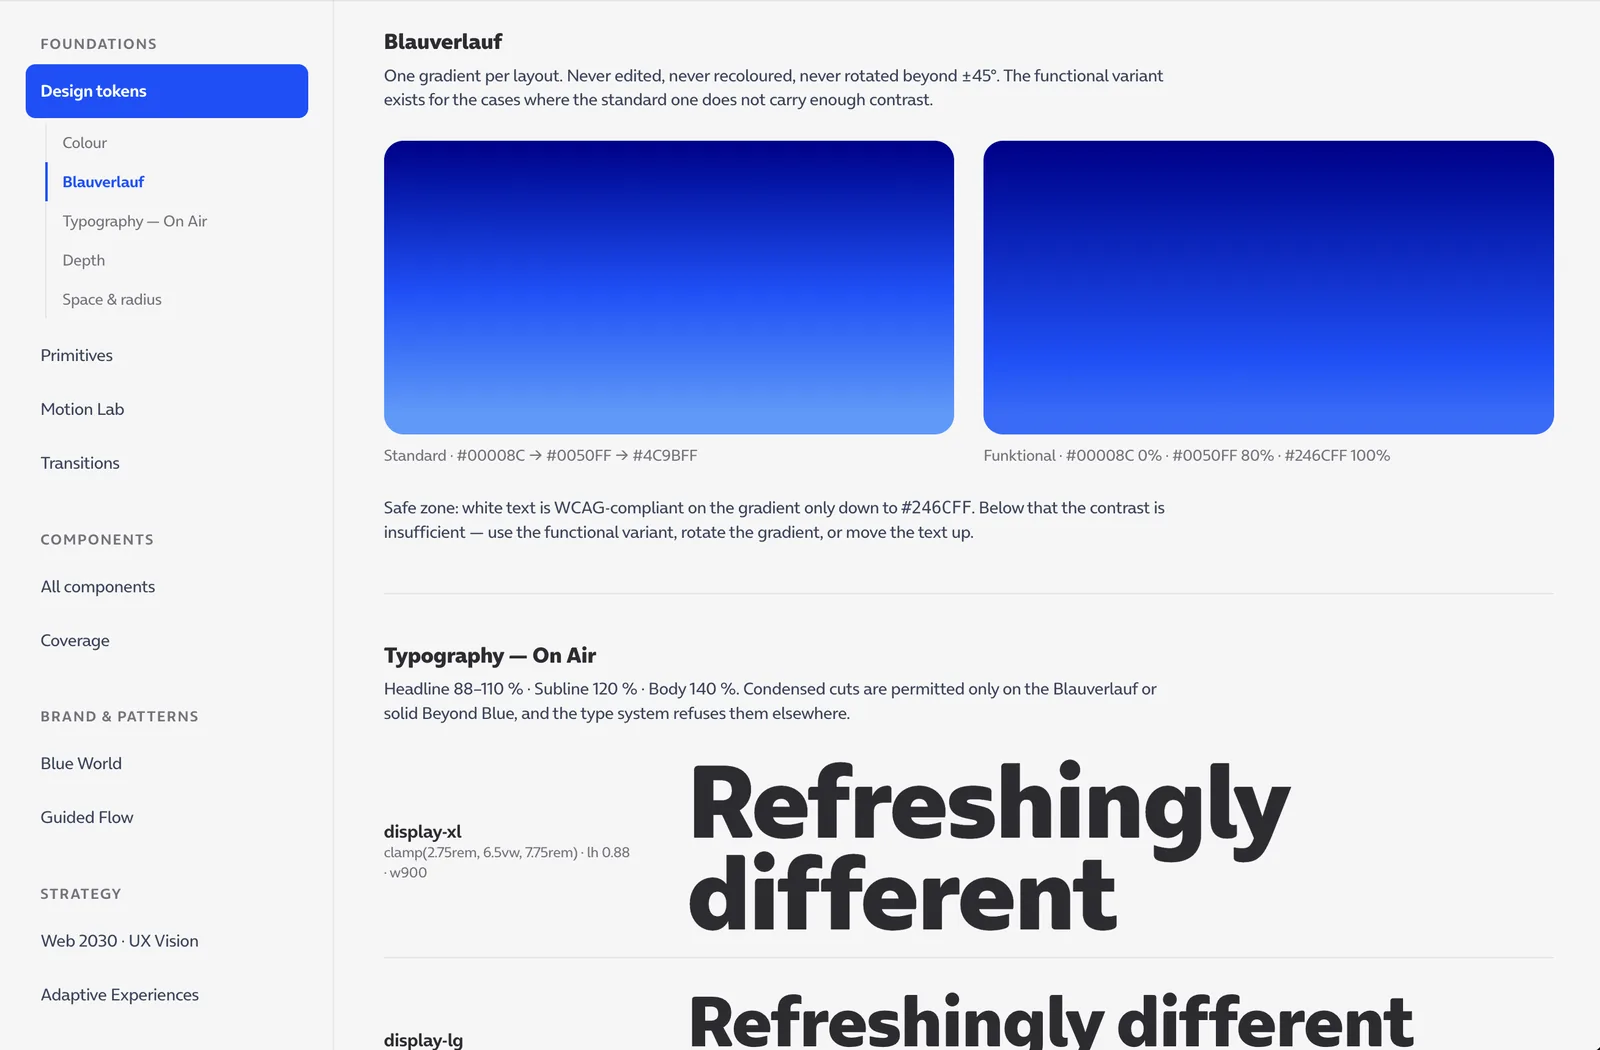 FOUNDATIONS
Design tokens
Colour
Blauverlauf
Typography — On Air
Depth
Space & radius
Primitives
Motion Lab
Transitions
COMPONENTS
All components
Coverage
BRAND & PATTERNS
Blue World
Guided Flow
STRATEGY
Web 2030 · UX Vision
Adaptive Experiences
Blauverlauf
One gradient per layout. Never edited, never recoloured, never rotated beyond ±45°. The functional variant
exists for the cases where the standard one does not carry enough contrast.
Standard · #00008C → #0050FF → #4C9BFF
Funktional · #00008C 0% · #0050FF 80% · #246CFF 100%
Safe zone: white text is WCAG-compliant on the gradient only down to #246CFF. Below that the contrast is
insufficient — use the functional variant, rotate the gradient, or move the text up.
Typography — On Air
Headline 88–110 % · Subline 120 % · Body 140 %. Condensed cuts are permitted only on the Blauverlauf or
solid Beyond Blue, and the type system refuses them elsewhere.
display-xl
clamp(2.75rem, 6.5vw, 7.75rem) · lh 0.88
· w900
Refreshingly
different
display-lg
Refreshingly different